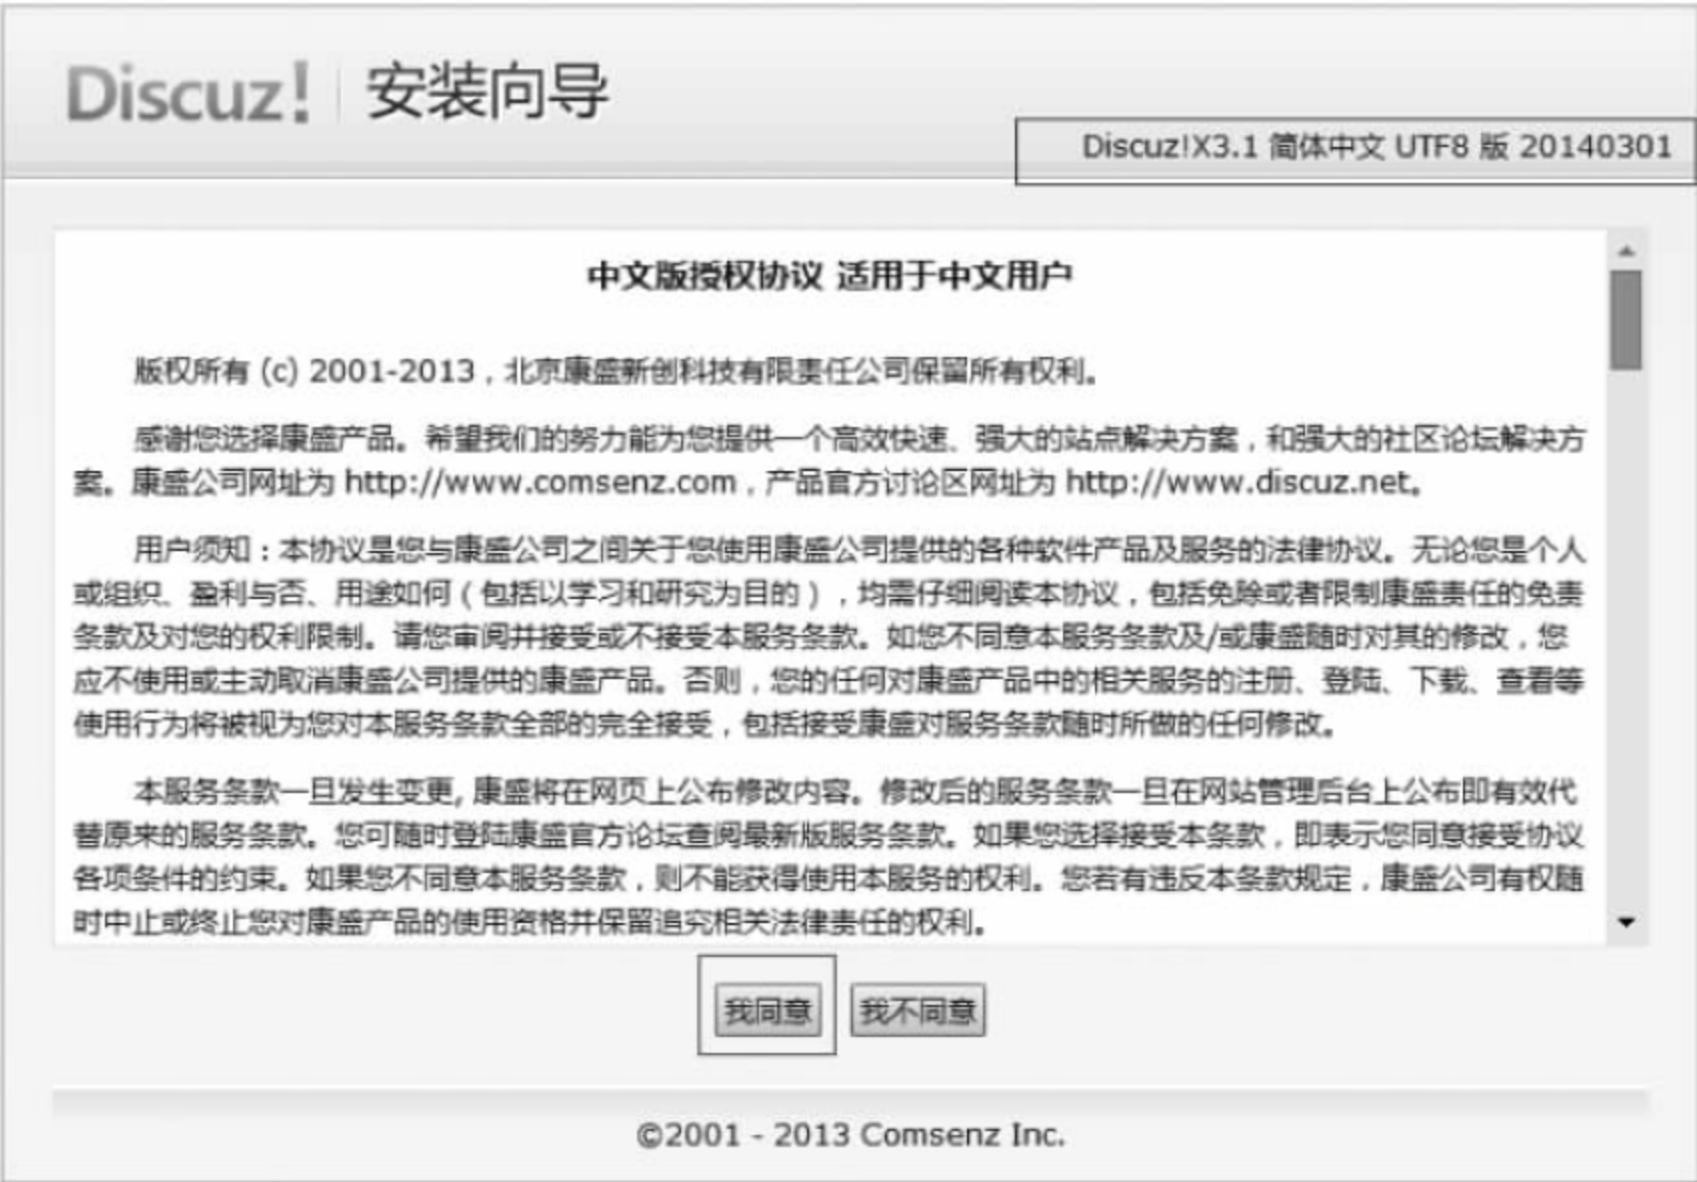 Discuz! 安装向导
Discuz!X3.1 简体中文 UTF8 版 20140301
中文版授权协议 适用于中文用户
版权所有 (c) 2001-2013，北京康盛新创科技有限责任公司保留所有权利。
感谢您选择康盛产品。希望我们的努力能为您提供一个高效快速、强大的站点解决方案，和强大的社区论坛解决方
案。康盛公司网址为 http://www.comsenz.com，产品官方讨论区网址为 http://www.discuz.net。
用户须知：本协议是您与康盛公司之间关于您使用康盛公司提供的各种软件产品及服务的法律协议。无论您是个人
或组织、盈利与否、用途如何（包括以学习和研究为目的），均需仔细阅读本协议，包括免除或者限制康盛责任的免责
条款及对您的权利限制。请您审阅并接受或不接受本服务条款。如您不同意本服务条款及/或康盛随时对其的修改，您
应不使用或主动取消康盛公司提供的康盛产品。否则，您的任何对康盛产品中的相关服务的注册、登陆、下载、查看等
使用行为将被视为您对本服务条款全部的完全接受，包括接受康盛对服务条款随时所做的任何修改。
本服务条款一旦发生变更, 康盛将在网页上公布修改内容。修改后的服务条款一旦在网站管理后台上公布即有效代
替原来的服务条款。您可随时登陆康盛官方论坛查阅最新版服务条款。如果您选择接受本条款，即表示您同意接受协议
各项条件的约束。如果您不同意本服务条款，则不能获得使用本服务的权利。您若有违反本条款规定，康盛公司有权随
时中止或终止您对康盛产品的使用资格并保留追究相关法律责任的权利。
我同意 我不同意
©2001 - 2013 Comsenz Inc.